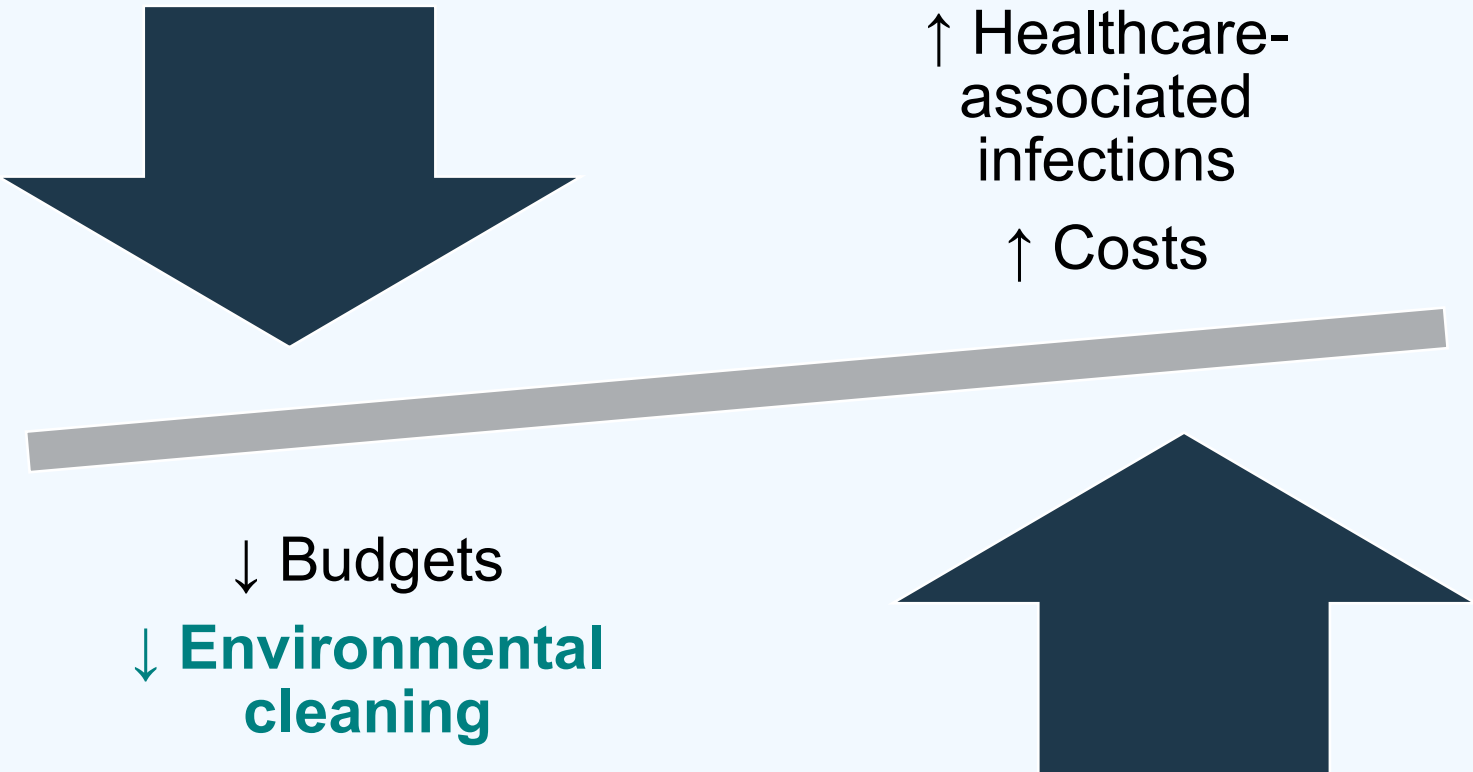 ↑ Healthcare-
associated
infections
↑ Costs
↓ Budgets
↓ Environmental
cleaning